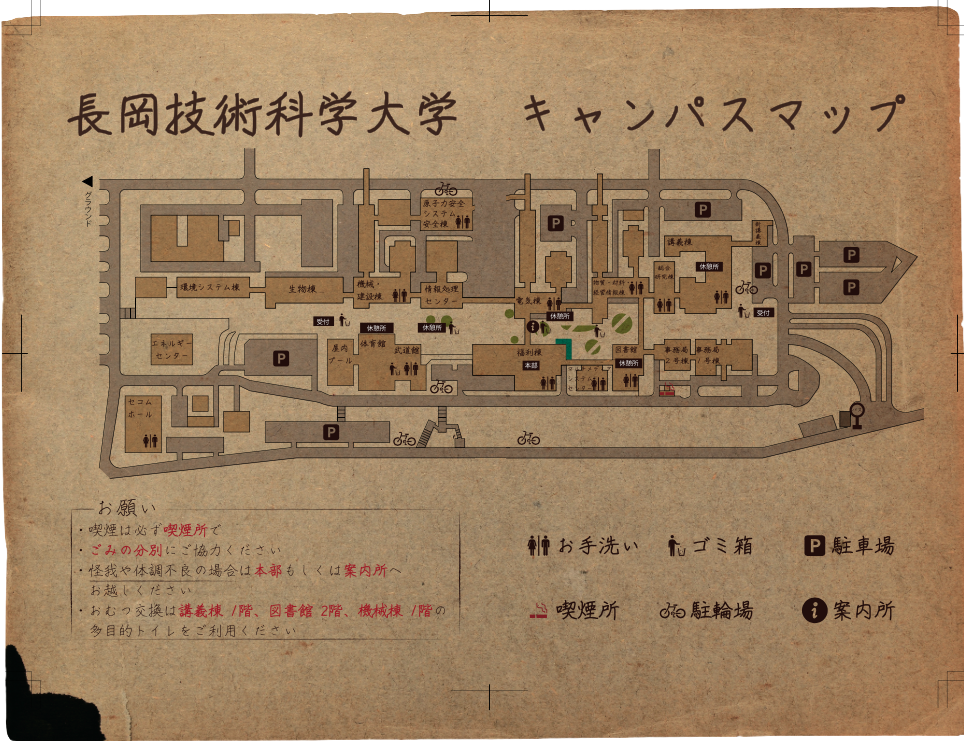 長岡技術科学大学 キャンパスマップ
グラウンド
原子力安全
システム
安全棟
P
P
講義棟
新講義棟
P
P
P
P
環境システム棟
生物棟
機械・
建設棟
情報処理
センター
電気棟
物質・材料
経営情報棟
総合
研究棟
休憩所
受付
休憩所
休憩所
休憩所
受付
エネルギー
センター
P
屋内
プール
体育館
武道館
福利棟
本部
図書館
休憩所
事務局
2号棟
事務局
1号棟
セコム
ホール
P
お願い
・喫煙は必ず喫煙所で
・ごみの分別にご協力ください
・怪我や体調不良の場合は本部もしくは案内所へ
お越しください
・おむつ交換は講義棟 1階、図書館 2階、機械棟 1階の
多目的トイレをご利用ください
お手洗い
ゴミ箱
P 駐車場
喫煙所
駐輪場
i 案内所